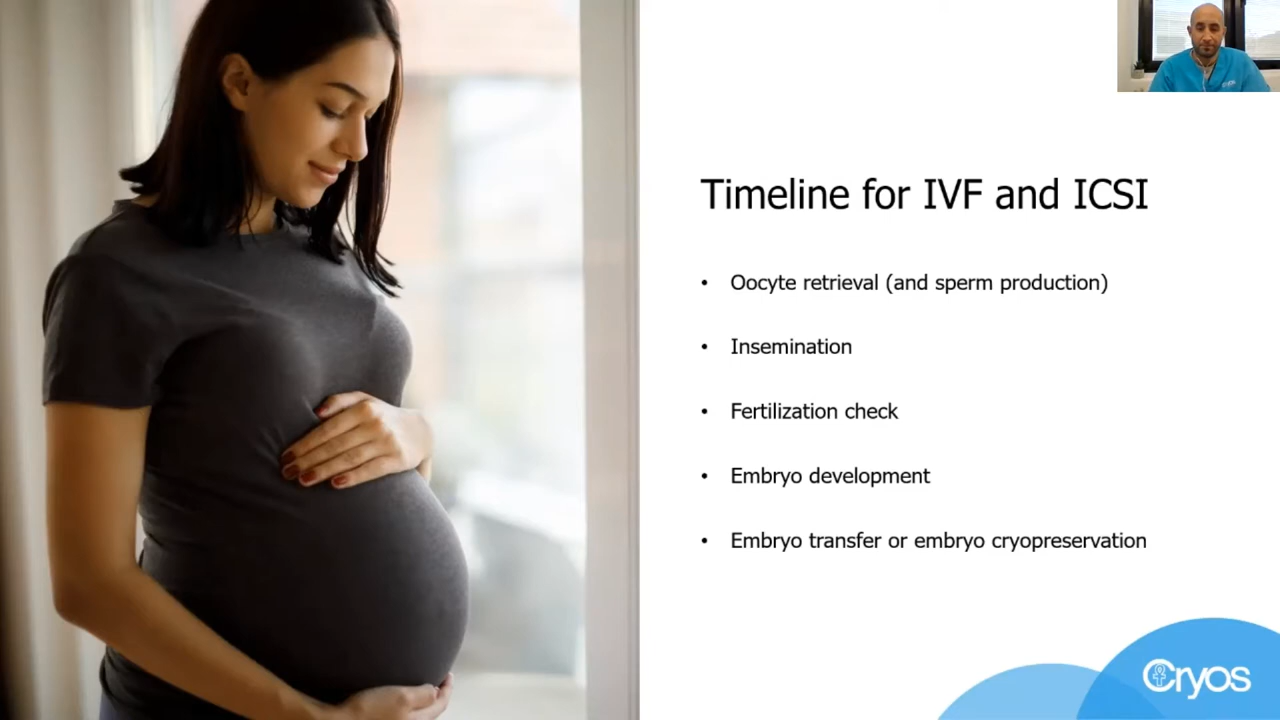 Timeline for IVF and ICSI
• Oocyte retrieval (and sperm production)
• Insemination
• Fertilization check
• Embryo development
• Embryo transfer or embryo cryopreservation
Cryos